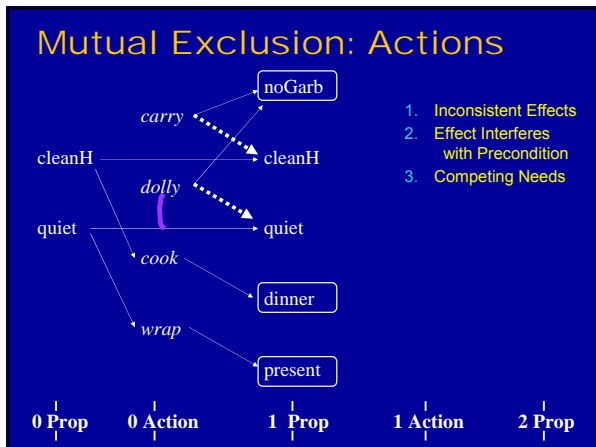 Mutual Exclusion: Actions
noGarb
carry
cleanH
cleanH
dolly
quiet
quiet
cook
dinner
wrap
present
1. Inconsistent Effects
2. Effect Interferes
with Precondition
3. Competing Needs
0 Prop 0 Action 1 Prop 1 Action 2 Prop